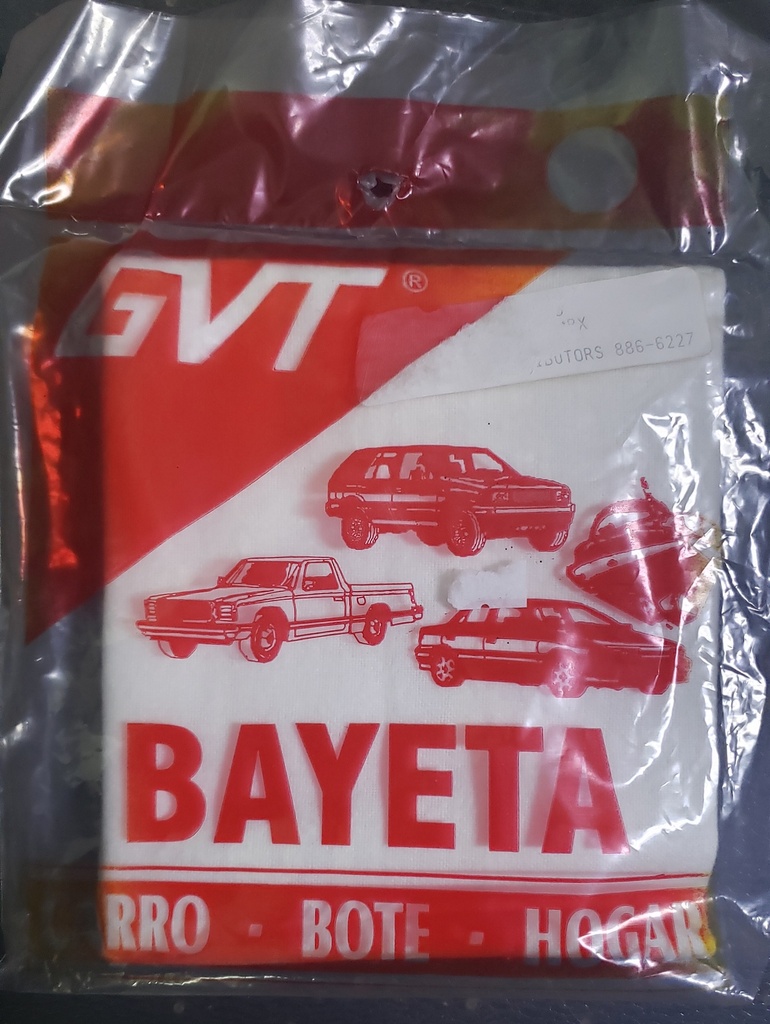 GVT ®
886-6227
BAYETA
RRO · BOTE · HOGAR